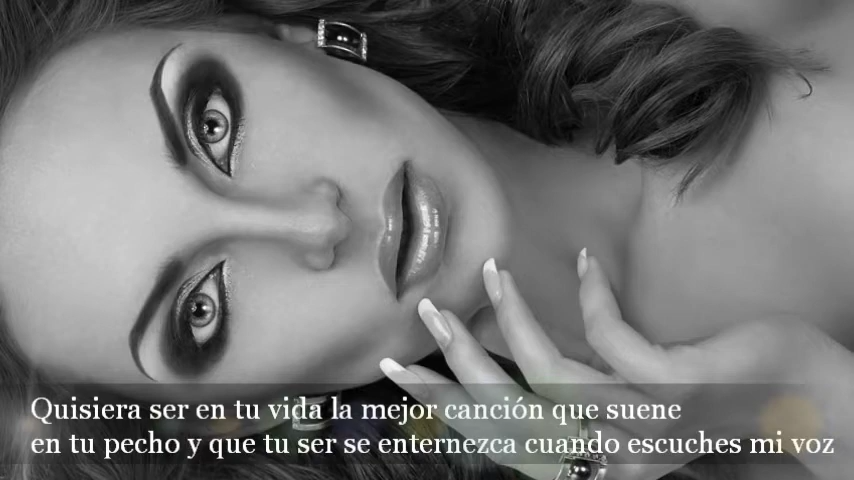 Quisiera ser en tu vida la mejor canción que suene
en tu pecho y que tu ser se enternezca cuando escuches mi voz